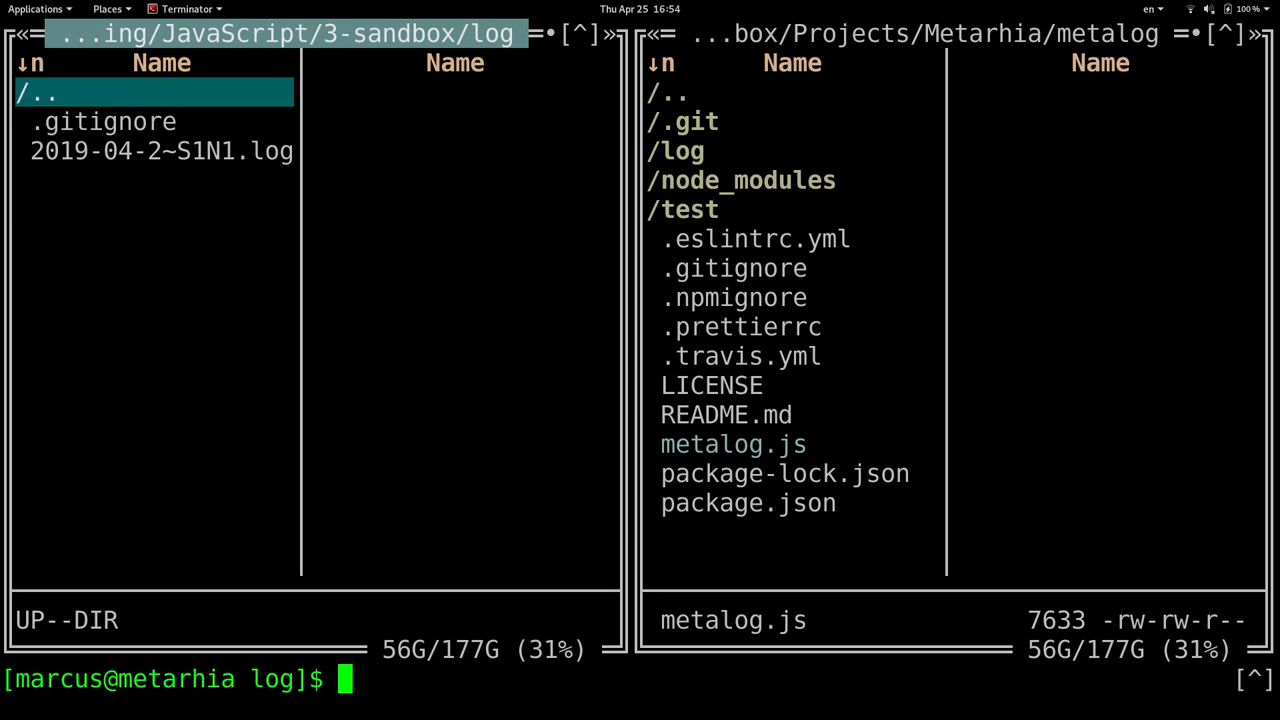 Applications Places Terminator Thu Apr 25 16:54 en 100 %
«═ ...ing/JavaScript/3-sandbox/log ═•[^]»
↓n Name Name
/..
.gitignore
2019-04-2~S1N1.log
UP--DIR
56G/177G (31%)
«═ ...box/Projects/Metarhia/metalog ═•[^]»
↓n Name Name
/..
/.git
/log
/node_modules
/test
.eslintrc.yml
.gitignore
.npmignore
.prettierrc
.travis.yml
LICENSE
README.md
metalog.js
package-lock.json
package.json
metalog.js 7633 -rw-rw-r--
56G/177G (31%)
[marcus@metarhia log]$ [^]